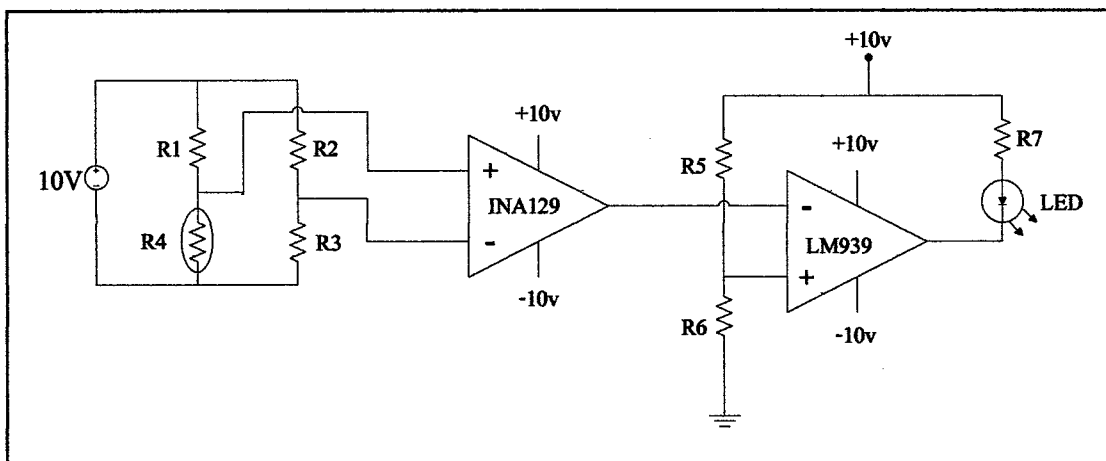 +10v
R1
R2
+10v
R5
+10v
R7
10V
+
-
+
INA129
-
LED
R4
R3
-
LM939
+
-10v
R6
-10v